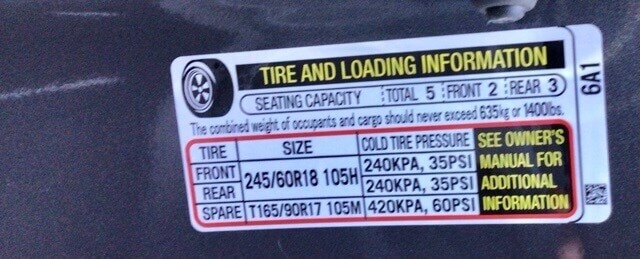 TIRE AND LOADING INFORMATION
SEATING CAPACITY TOTAL 5 FRONT 2 REAR 3
The combined weight of occupants and cargo should never exceed 635kg or 1400lbs.
TIRE SIZE COLD TIRE PRESSURE
FRONT 245/60R18 105H 240KPA, 35PSI
REAR 240KPA, 35PSI
SPARE T165/90R17 105M 420KPA, 60PSI
SEE OWNER'S
MANUAL FOR
ADDITIONAL
INFORMATION
6A1